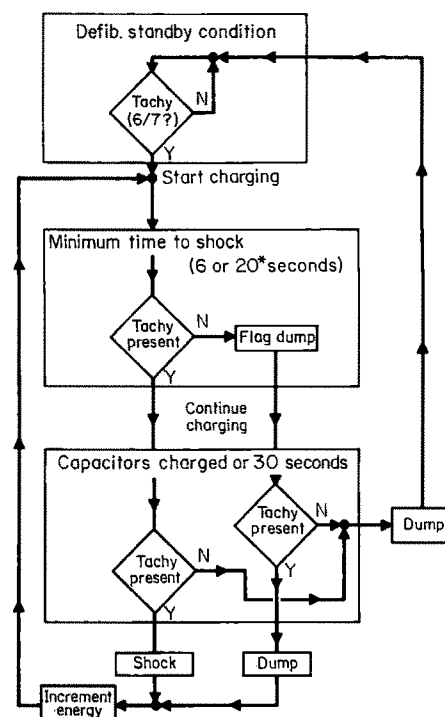 Defib. standby condition
N
Tachy
(6/7?)
Y
Start charging
Minimum time to shock
(6 or 20* seconds)
Tachy
present
N
Flag dump
Y
Continue
charging
Capacitors charged or 30 seconds
Tachy
present
N
Dump
Tachy
present
N
Y
Y
Shock
Dump
Increment
energy